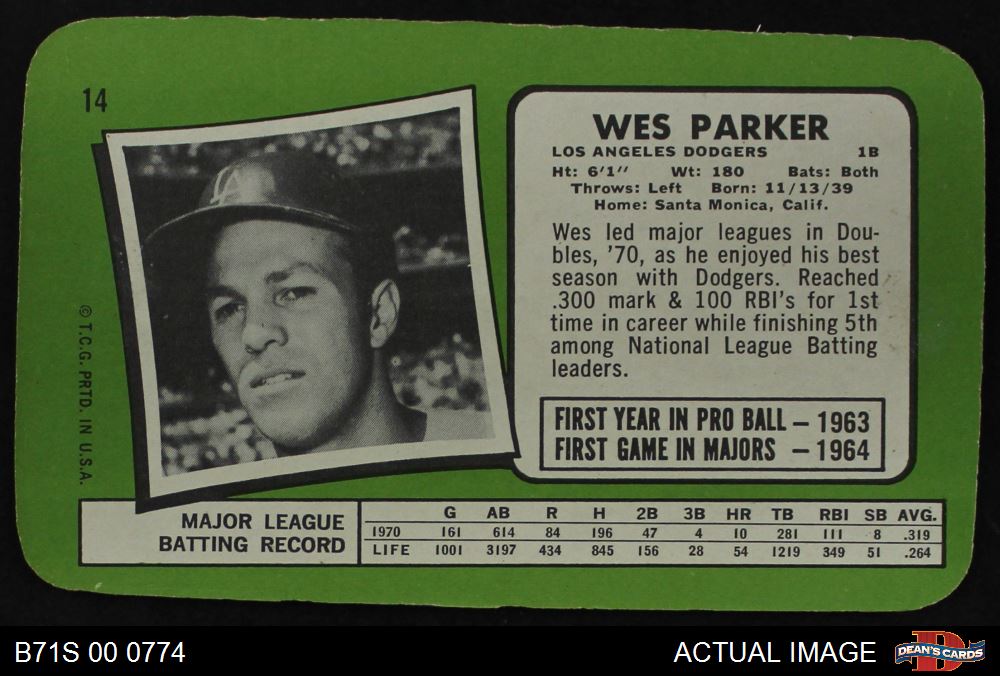 14
WES PARKER
LOS ANGELES DODGERS 1B
Ht: 6'1" Wt: 180 Bats: Both
Throws: Left Born: 11/13/39
Home: Santa Monica, Calif.
Wes led major leagues in Dou-
bles, '70, as he enjoyed his best
season with Dodgers. Reached
.300 mark & 100 RBI's for 1st
time in career while finishing 5th
among National League Batting
leaders.
FIRST YEAR IN PRO BALL – 1963
FIRST GAME IN MAJORS – 1964
© T.C.G. PRTD. IN U.S.A.
MAJOR LEAGUE
BATTING RECORD
G AB R H 2B 3B HR TB RBI SB AVG.
1970 161 614 84 196 47 4 10 281 111 8 .319
LIFE 1001 3197 434 845 156 28 54 1219 349 51 .264
B71S 00 0774 ACTUAL IMAGE
DEAN'S CARDS